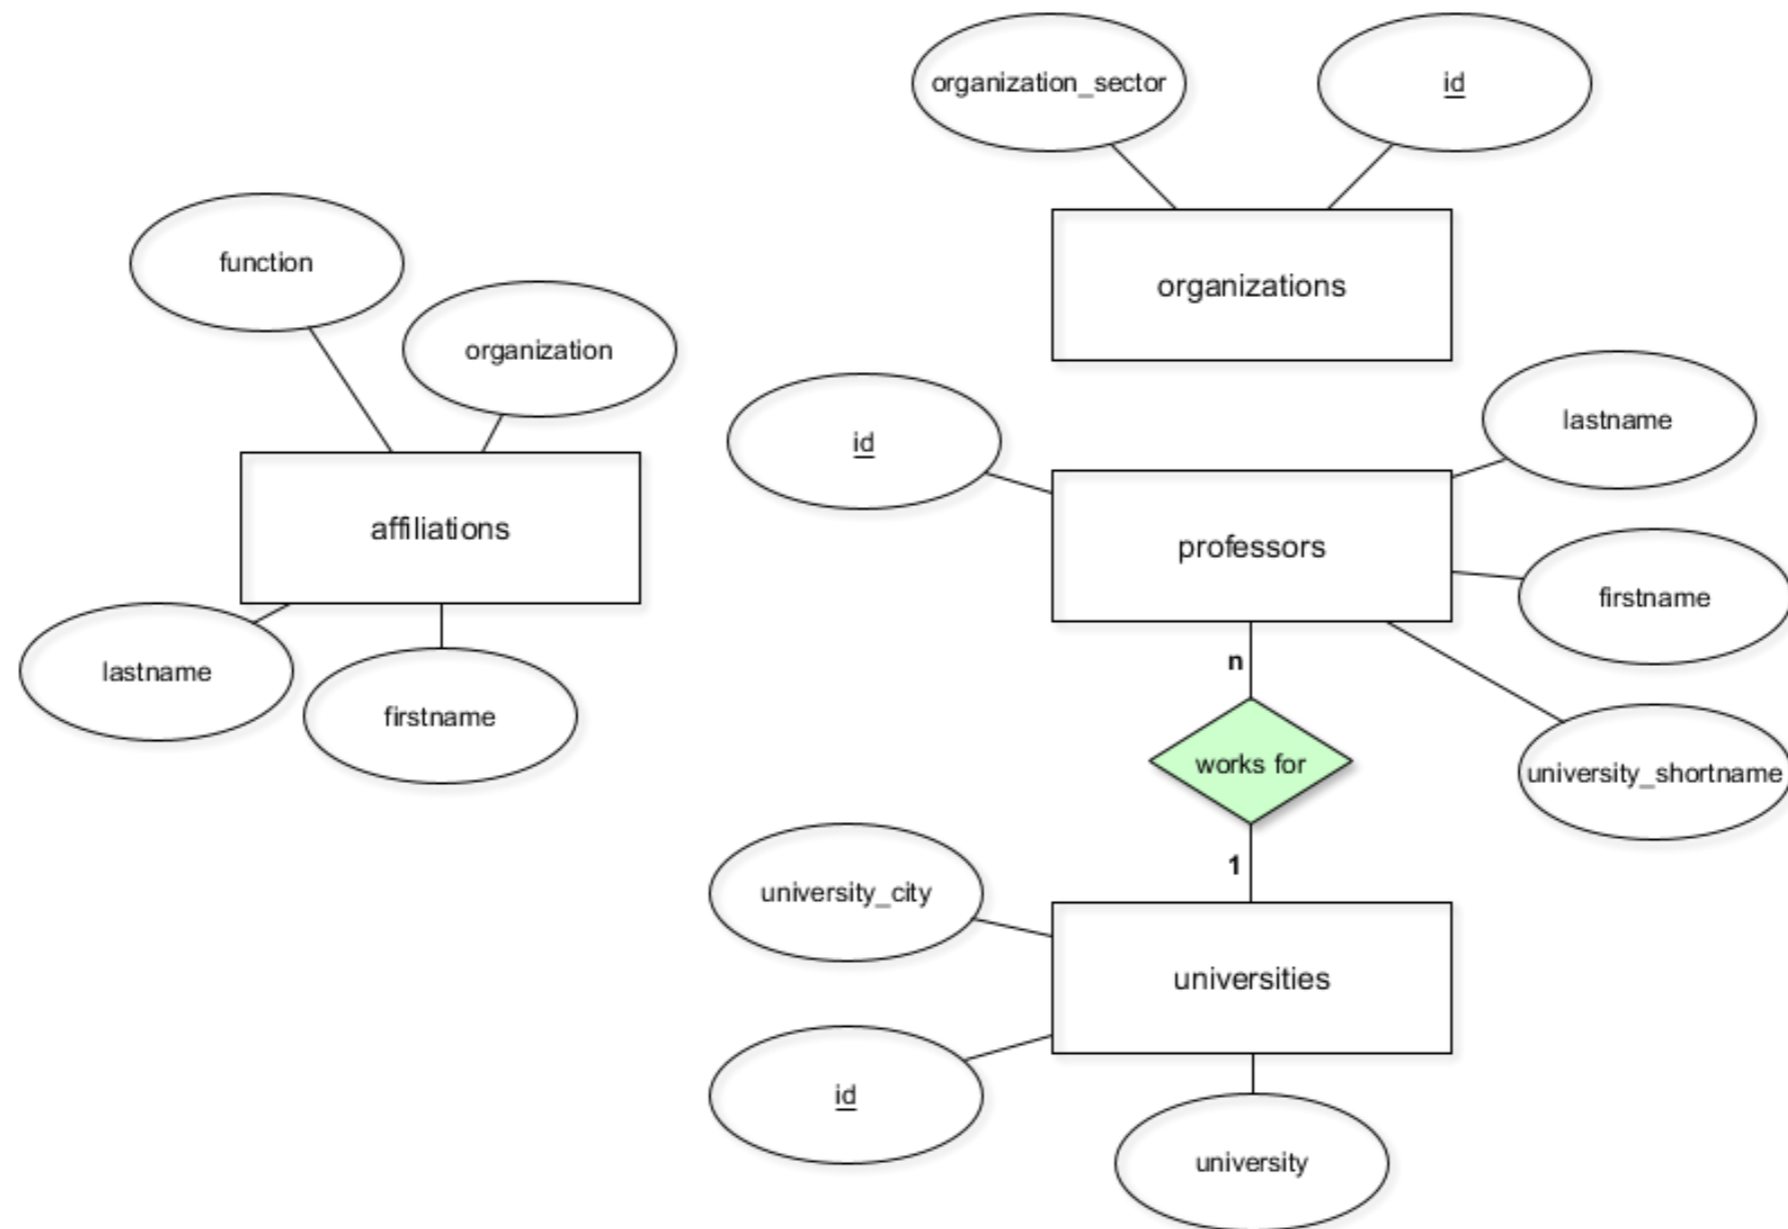 organization_sector
id
function
organization
organizations
lastname
id
affiliations
professors
firstname
lastname
firstname
n
works for
university_shortname
1
university_city
universities
id
university